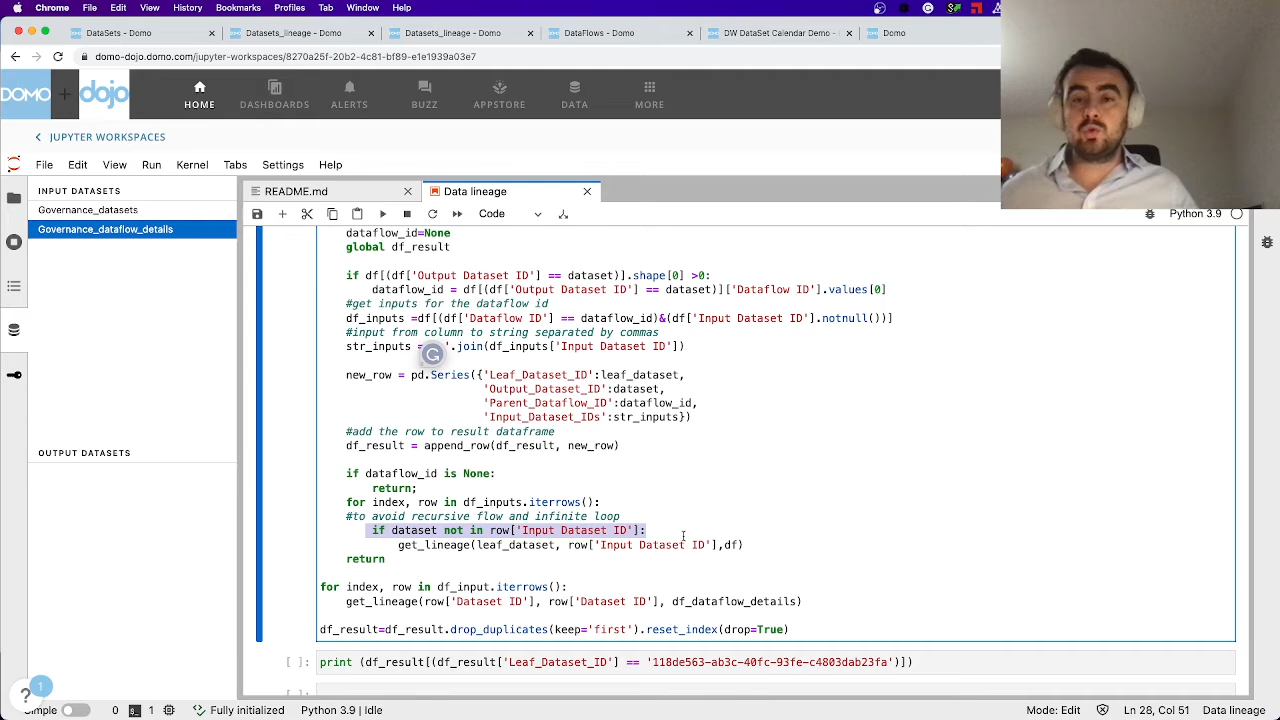 Chrome File Edit View History Bookmarks Profiles Tab Window Help
DataSets - Domo × Datasets_lineage - Domo × Datasets_lineage - Domo × DataFlows - Domo × DW DataSet Calendar Demo - × Domo
domo-dojo.domo.com/jupyter-workspaces/8270a25f-20b2-4c81-bf89-e1e1939a03e7
DOMO + dojo HOME DASHBOARDS ALERTS BUZZ APPSTORE DATA MORE
JUPYTER WORKSPACES
File Edit View Run Kernel Tabs Settings Help
INPUT DATASETS
Governance_datasets
Governance_dataflow_details
OUTPUT DATASETS
README.md × Data lineage ×
Code Python 3.9
dataflow_id=None
global df_result
if df[(df['Output Dataset ID'] == dataset)].shape[0] >0:
dataflow_id = df[(df['Output Dataset ID'] == dataset)]['Dataflow ID'].values[0]
#get inputs for the dataflow id
df_inputs =df[(df['Dataflow ID'] == dataflow_id)&(df['Input Dataset ID'].notnull())]
#input from column to string separated by commas
str_inputs = '.join(df_inputs['Input Dataset ID'])
new_row = pd.Series({'Leaf_Dataset_ID':leaf_dataset,
'Output_Dataset_ID':dataset,
'Parent_Dataflow_ID':dataflow_id,
'Input_Dataset_IDs':str_inputs})
#add the row to result dataframe
df_result = append_row(df_result, new_row)
if dataflow_id is None:
return;
for index, row in df_inputs.iterrows():
#to avoid recursive flow and infinite loop
if dataset not in row['Input Dataset ID']:
get_lineage(leaf_dataset, row['Input Dataset ID'],df)
return
for index, row in df_input.iterrows():
get_lineage(row['Dataset ID'], row['Dataset ID'], df_dataflow_details)
df_result=df_result.drop_duplicates(keep='first').reset_index(drop=True)
[ ]: print (df_result[(df_result['Leaf_Dataset_ID'] == '118de563-ab3c-40fc-93fe-c4803dab23fa')])
[ ]:
? 1
Simple 0 1 Fully initialized Python 3.9 | Idle Mode: Edit Ln 28, Col 51 Data lineage